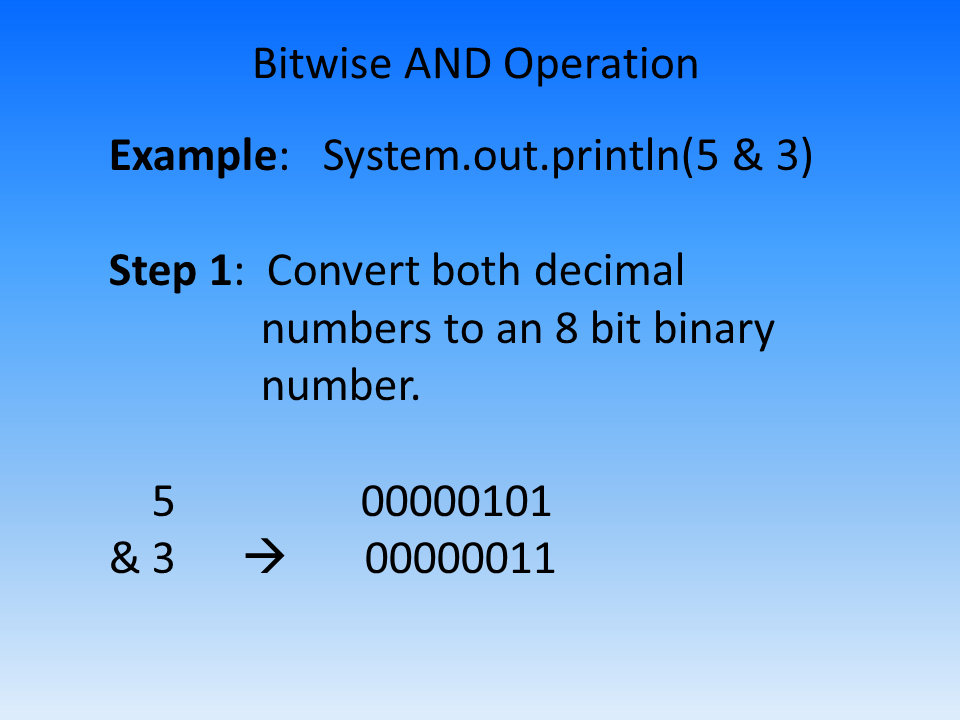 Bitwise AND Operation
Example: System.out.println(5 & 3)
Step 1: Convert both decimal
numbers to an 8 bit binary
number.
5 00000101
& 3 → 00000011